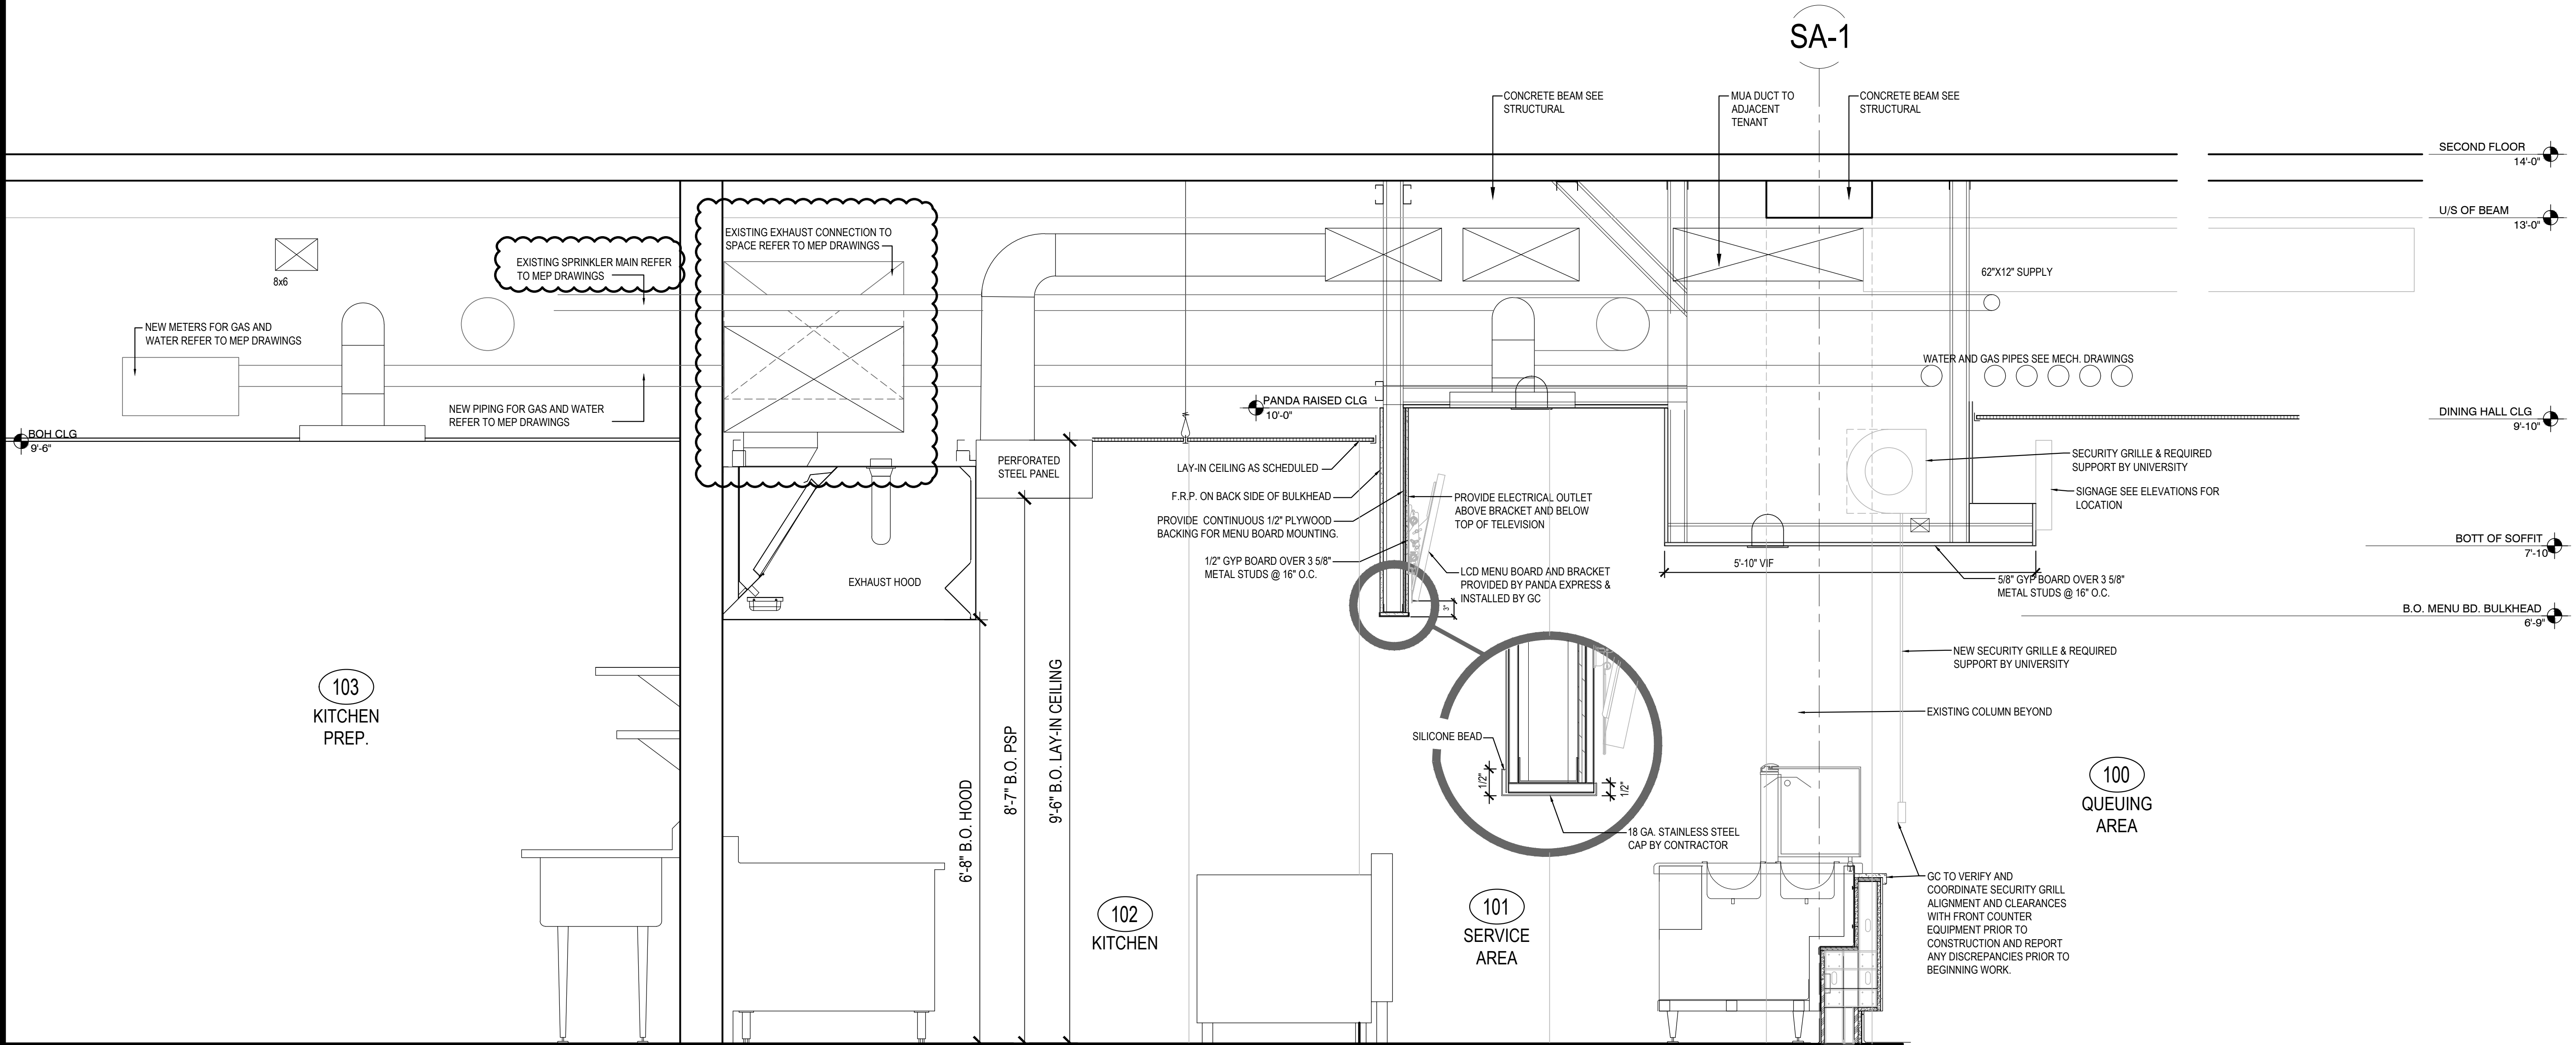 SA-1
CONCRETE BEAM SEE
STRUCTURAL
MUA DUCT TO
ADJACENT
TENANT
CONCRETE BEAM SEE
STRUCTURAL
SECOND FLOOR
14'-0"
U/S OF BEAM
13'-0"
EXISTING EXHAUST CONNECTION TO
SPACE REFER TO MEP DRAWINGS
EXISTING SPRINKLER MAIN REFER
TO MEP DRAWINGS
8x6
62"X12" SUPPLY
NEW METERS FOR GAS AND
WATER REFER TO MEP DRAWINGS
WATER AND GAS PIPES SEE MECH. DRAWINGS
NEW PIPING FOR GAS AND WATER
REFER TO MEP DRAWINGS
PANDA RAISED CLG
10'-0"
DINING HALL CLG
9'-10"
BOH CLG
9'-6"
PERFORATED
STEEL PANEL
LAY-IN CEILING AS SCHEDULED
F.R.P. ON BACK SIDE OF BULKHEAD
PROVIDE CONTINUOUS 1/2" PLYWOOD
BACKING FOR MENU BOARD MOUNTING.
1/2" GYP BOARD OVER 3 5/8"
METAL STUDS @ 16" O.C.
PROVIDE ELECTRICAL OUTLET
ABOVE BRACKET AND BELOW
TOP OF TELEVISION
LCD MENU BOARD AND BRACKET
PROVIDED BY PANDA EXPRESS &
INSTALLED BY GC
3"
SECURITY GRILLE & REQUIRED
SUPPORT BY UNIVERSITY
SIGNAGE SEE ELEVATIONS FOR
LOCATION
BOTT OF SOFFIT
7'-10
5'-10" VIF
5/8" GYP BOARD OVER 3 5/8"
METAL STUDS @ 16" O.C.
B.O. MENU BD. BULKHEAD
6'-9"
EXHAUST HOOD
NEW SECURITY GRILLE & REQUIRED
SUPPORT BY UNIVERSITY
EXISTING COLUMN BEYOND
103
KITCHEN
PREP.
6'-8" B.O. HOOD
8'-7" B.O. PSP
9'-6" B.O. LAY-IN CEILING
SILICONE BEAD
1/2"
1/2"
18 GA. STAINLESS STEEL
CAP BY CONTRACTOR
100
QUEUING
AREA
102
KITCHEN
101
SERVICE
AREA
GC TO VERIFY AND
COORDINATE SECURITY GRILL
ALIGNMENT AND CLEARANCES
WITH FRONT COUNTER
EQUIPMENT PRIOR TO
CONSTRUCTION AND REPORT
ANY DISCREPANCIES PRIOR TO
BEGINNING WORK.